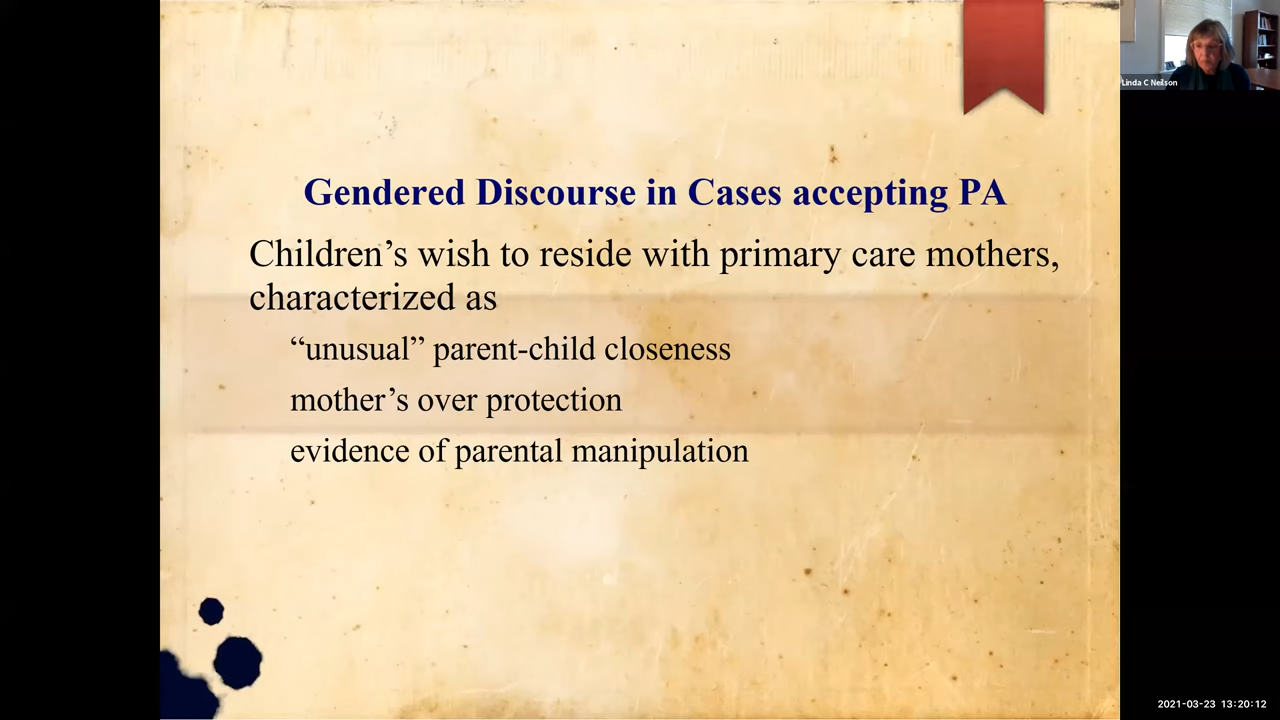 Linda C Neilson
Gendered Discourse in Cases accepting PA
Children’s wish to reside with primary care mothers,
characterized as
“unusual” parent-child closeness
mother’s over protection
evidence of parental manipulation
2021-03-23 13:20:12